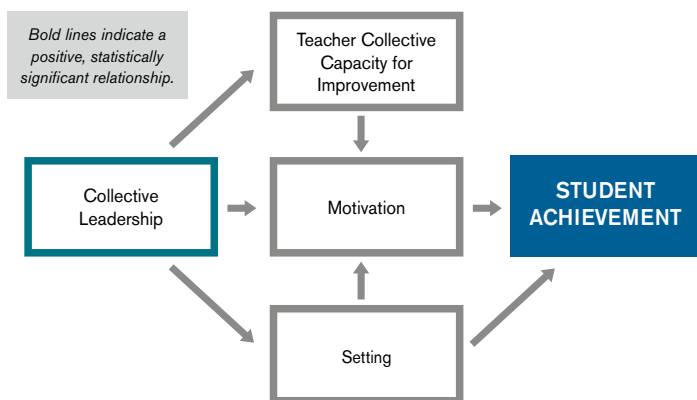 Bold lines indicate a
positive, statistically
significant relationship.
Teacher Collective
Capacity for
Improvement
Collective
Leadership
Motivation
STUDENT
ACHIEVEMENT
Setting